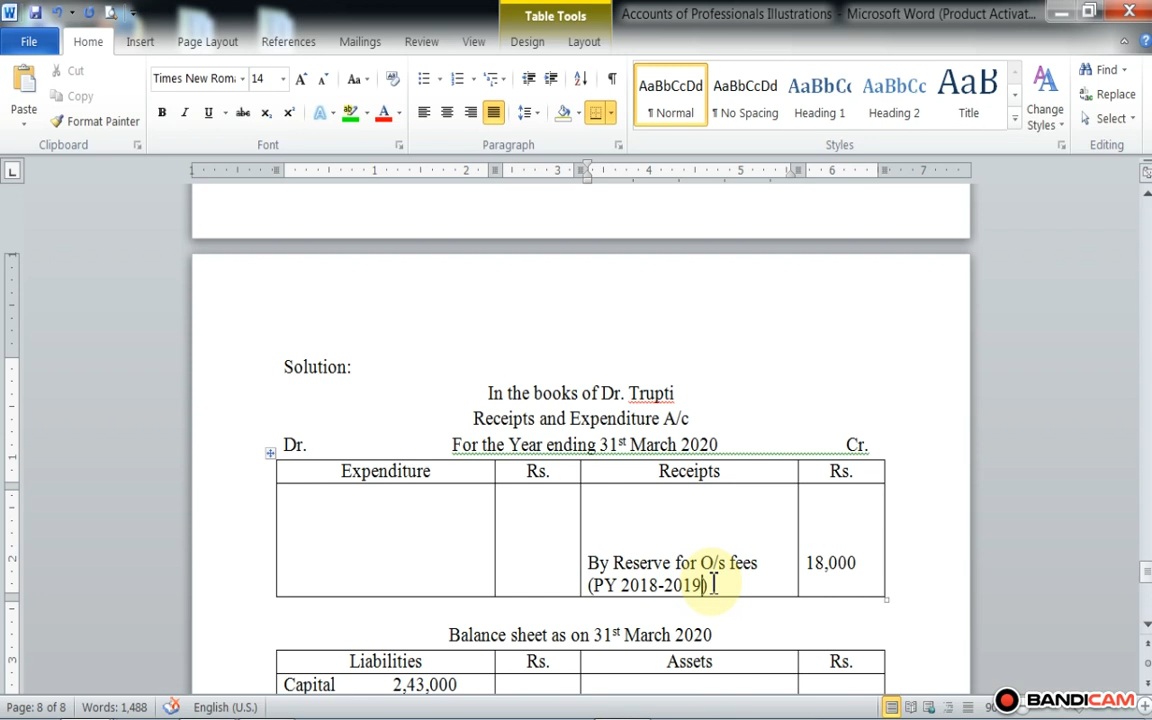 Table Tools
Accounts of Professionals Illustrations - Microsoft Word (Product Activat...
File Home Insert Page Layout References Mailings Review View Design Layout
Paste
Cut
Copy
Format Painter
Clipboard
Times New Rom
14
Font
Paragraph
AaBbCcDd AaBbCcDd AaBbCc AaBbCc AaB
¶ Normal ¶ No Spacing Heading 1 Heading 2 Title
Change
Styles
Styles
Find
Replace
Select
Editing
Solution:
In the books of Dr. Trupti
Receipts and Expenditure A/c
Dr. For the Year ending 31st March 2020 Cr.
Expenditure Rs. Receipts Rs.
By Reserve for O/s fees 18,000
(PY 2018-2019)
Balance sheet as on 31st March 2020
Liabilities Rs. Assets Rs.
Capital 2,43,000
Page: 8 of 8 Words: 1,488 English (U.S.)
BANDICAM